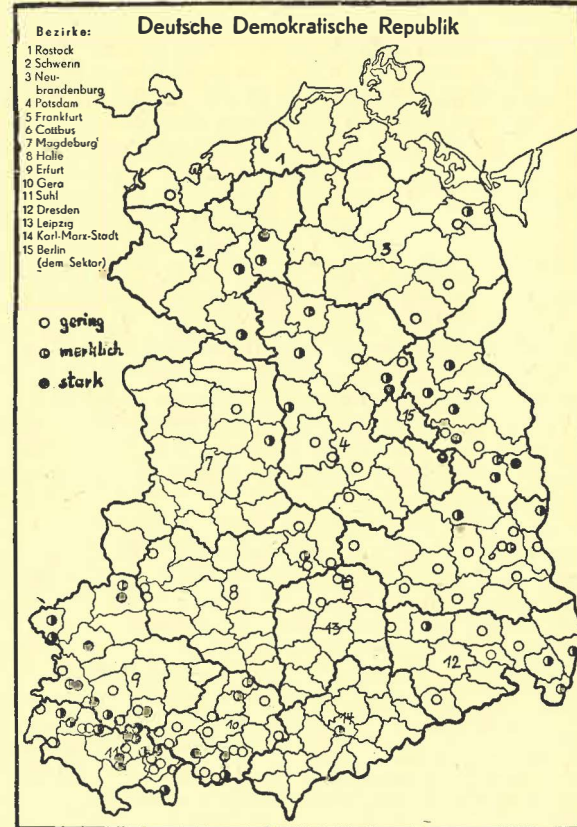 Deutsche Demokratische Republik
Bezirke:
1 Rostock
2 Schwerin
3 Neu-
brandenburg
4 Potsdam
5 Frankfurt
6 Cottbus
7 Magdeburg
8 Halle
9 Erfurt
10 Gera
11 Suhl
12 Dresden
13 Leipzig
14 Karl-Marx-Stadt
15 Berlin
(dem. Sektor)
gering
merklich
stark
1
2
3
5
15
4
7
8
13
12
9
10
14
11